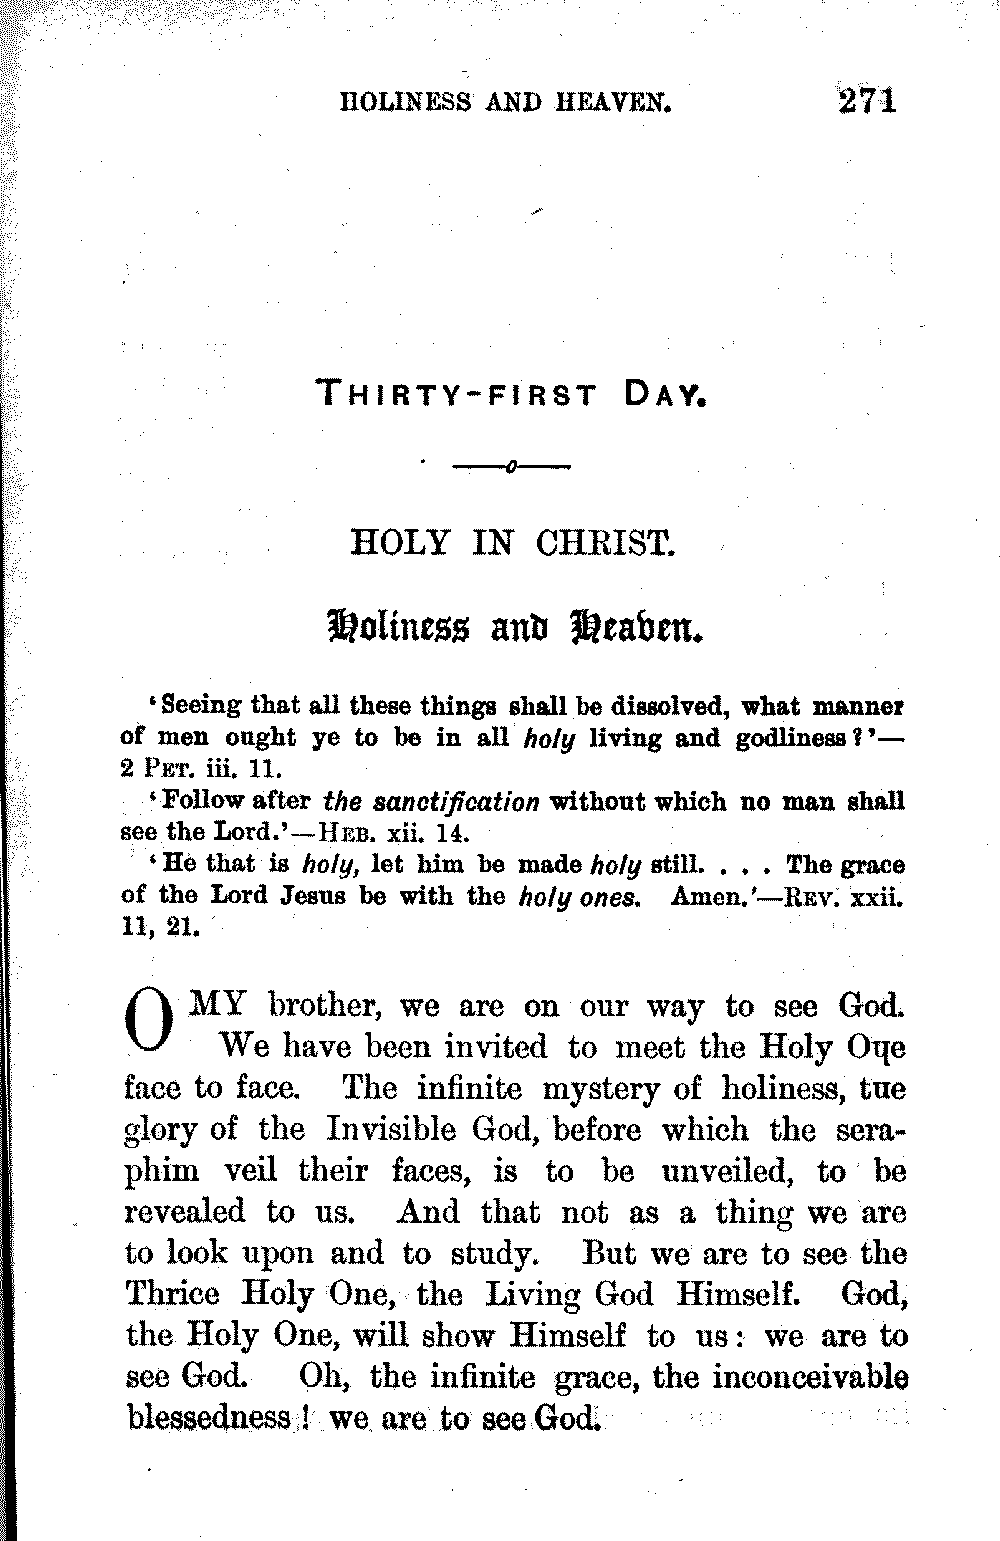 HOLINESS AND HEAVEN. 271
THIRTY-FIRST DAY.
HOLY IN CHRIST.
Holiness and Heaven.
‘Seeing that all these things shall be dissolved, what manner
of men ought ye to be in all holy living and godliness?’—
2 PET. iii. 11.
‘Follow after the sanctification without which no man shall
see the Lord.’—HEB. xii. 14.
‘He that is holy, let him be made holy still. . . . The grace
of the Lord Jesus be with the holy ones. Amen.’—REV. xxii.
11, 21.
O MY brother, we are on our way to see God.
We have been invited to meet the Holy One
face to face. The infinite mystery of holiness, the
glory of the Invisible God, before which the sera-
phim veil their faces, is to be unveiled, to be
revealed to us. And that not as a thing we are
to look upon and to study. But we are to see the
Thrice Holy One, the Living God Himself. God,
the Holy One, will show Himself to us: we are to
see God. Oh, the infinite grace, the inconceivable
blessedness! we are to see God.